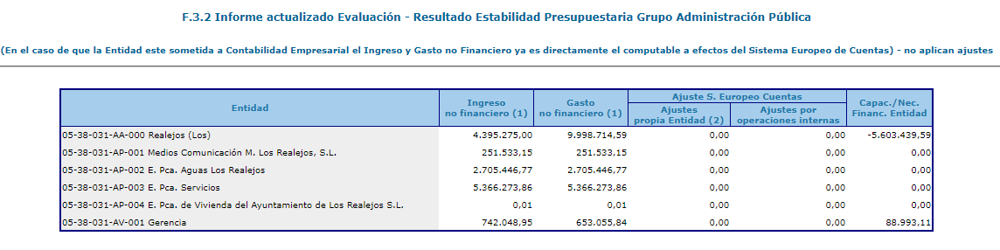 F.3.2 Informe actualizado Evaluación - Resultado Estabilidad Presupuestaria Grupo Administración Pública
(En el caso de que la Entidad este sometida a Contabilidad Empresarial el Ingreso y Gasto no Financiero ya es directamente el computable a efectos del Sistema Europeo de Cuentas) - no aplican ajustes
Entidad
Ingreso
no financiero (1)
Gasto
no financiero (1)
Ajuste S. Europeo Cuentas
Ajustes
propia Entidad (2)
Ajustes por
operaciones internas
Capac./Nec.
Financ. Entidad
05-38-031-AA-000 Realejos (Los) 4.395.275,00 9.998.714,59 0,00 0,00 -5.603.439,59
05-38-031-AP-001 Medios Comunicación M. Los Realejos, S.L. 251.533,15 251.533,15 0,00 0,00 0,00
05-38-031-AP-002 E. Pca. Aguas Los Realejos 2.705.446,77 2.705.446,77 0,00 0,00 0,00
05-38-031-AP-003 E. Pca. Servicios 5.366.273,86 5.366.273,86 0,00 0,00 0,00
05-38-031-AP-004 E. Pca. de Vivienda del Ayuntamiento de Los Realejos S.L. 0,01 0,01 0,00 0,00 0,00
05-38-031-AV-001 Gerencia 742.048,95 653.055,84 0,00 0,00 88.993,11